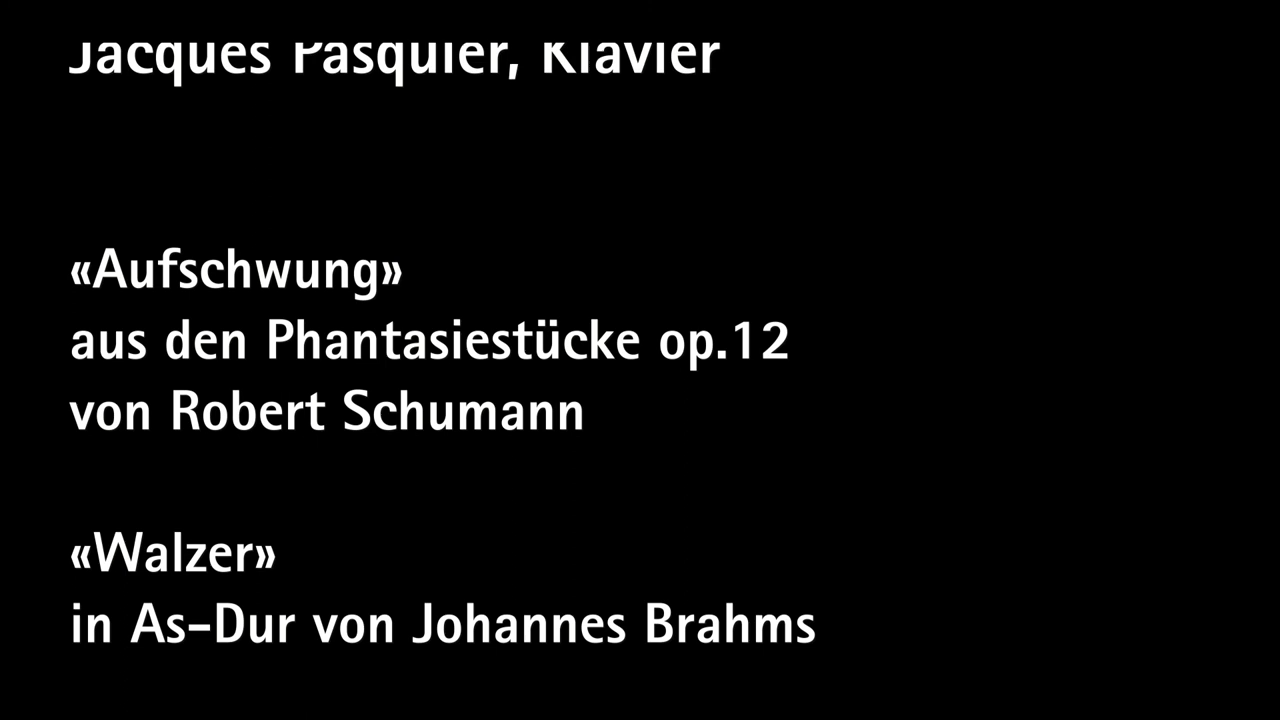 Jacques Pasquier, Klavier
«Aufschwung»
aus den Phantasiestücke op.12
von Robert Schumann
«Walzer»
in As-Dur von Johannes Brahms